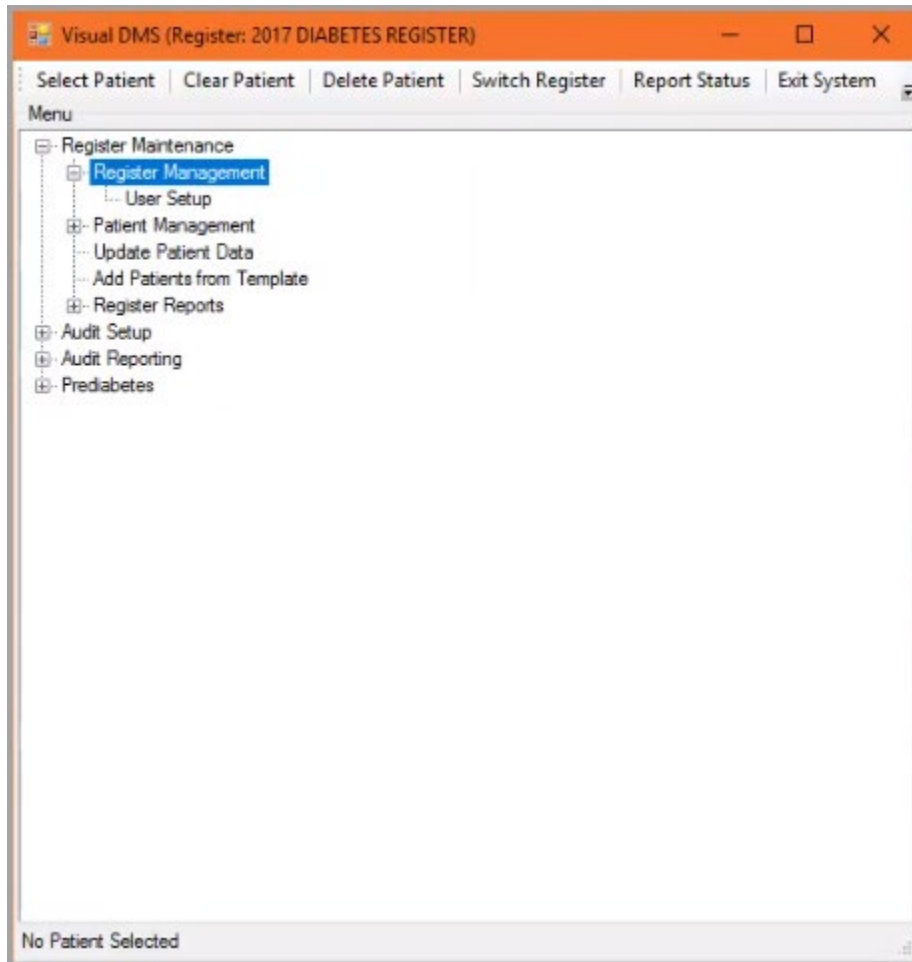 Visual DMS (Register: 2017 DIABETES REGISTER)
Select Patient Clear Patient Delete Patient Switch Register Report Status Exit System
Menu
Register Maintenance
Register Management
User Setup
Patient Management
Update Patient Data
Add Patients from Template
Register Reports
Audit Setup
Audit Reporting
Prediabetes
No Patient Selected